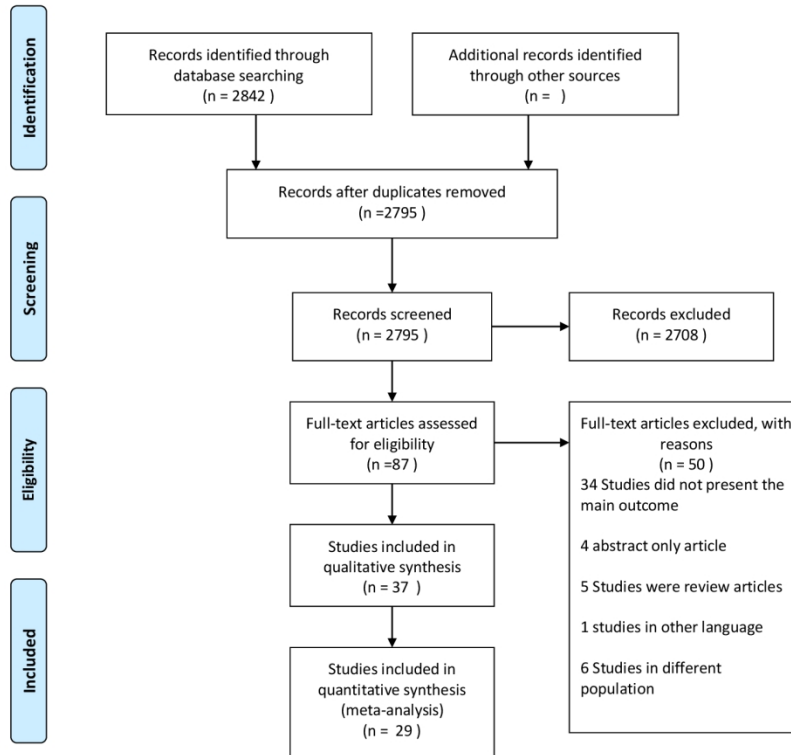 Identification
Records identified through
database searching
(n = 2842 )
Additional records identified
through other sources
(n =   )
Records after duplicates removed
(n =2795 )
Screening
Records screened
(n = 2795 )
Records excluded
(n = 2708 )
Eligibility
Full-text articles assessed
for eligibility
(n =87 )
Full-text articles excluded, with
reasons
(n = 50 )
34 Studies did not present the
main outcome
4 abstract only article
5 Studies were review articles
1 studies in other language
6 Studies in different
population
Studies included in
qualitative synthesis
(n = 37  )
Included
Studies included in
quantitative synthesis
(meta-analysis)
(n =  29 )